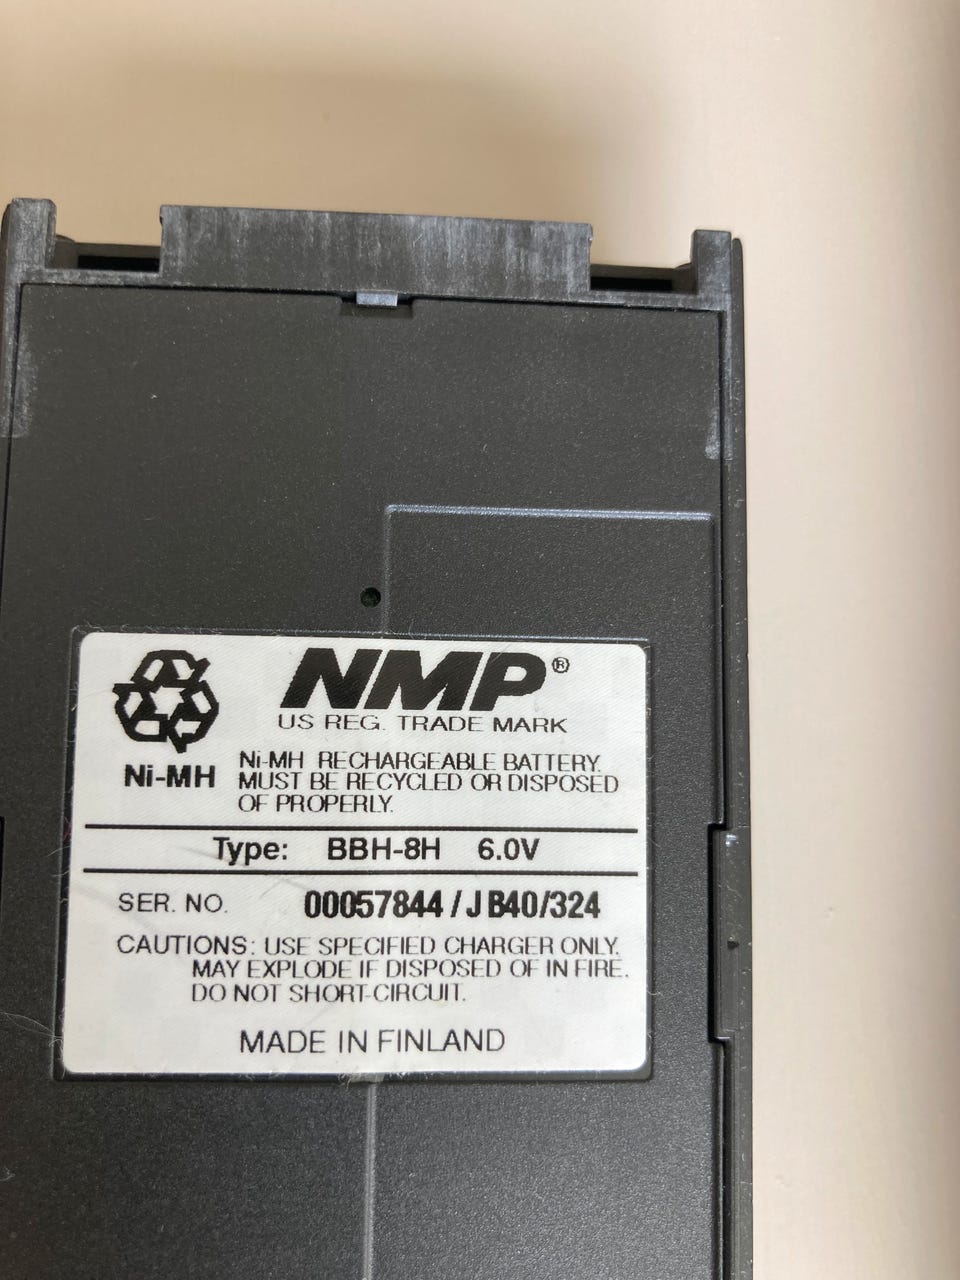 NMP®
US REG. TRADE MARK
Ni-MH
Ni-MH RECHARGEABLE BATTERY.
MUST BE RECYCLED OR DISPOSED
OF PROPERLY.
Type: BBH-8H 6.0V
SER. NO. 00057844/JB40/324
CAUTIONS: USE SPECIFIED CHARGER ONLY.
MAY EXPLODE IF DISPOSED OF IN FIRE.
DO NOT SHORT-CIRCUIT.
MADE IN FINLAND